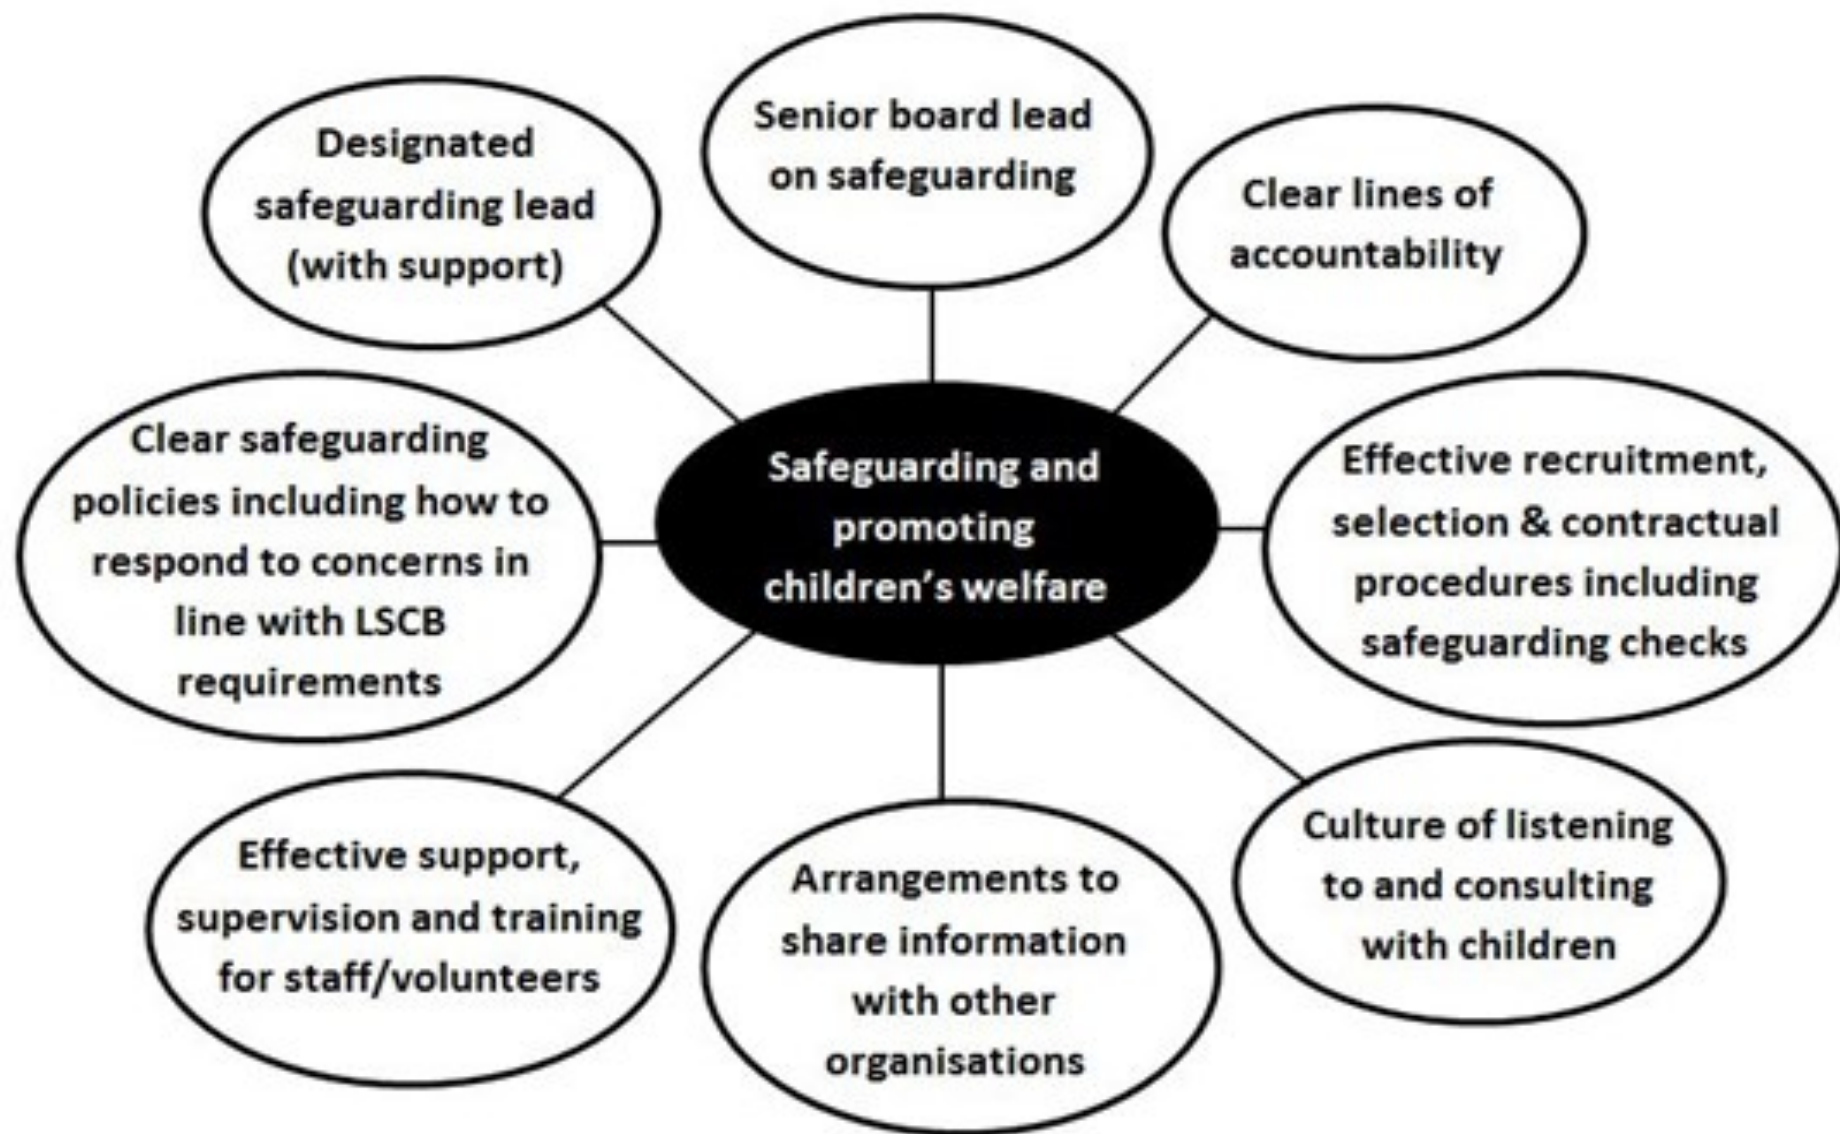 Senior board lead
on safeguarding
Designated
safeguarding lead
(with support)
Clear lines of
accountability
Clear safeguarding
policies including how to
respond to concerns in
line with LSCB
requirements
Safeguarding and
promoting
children’s welfare
Effective recruitment,
selection & contractual
procedures including
safeguarding checks
Effective support,
supervision and training
for staff/volunteers
Arrangements to
share information
with other
organisations
Culture of listening
to and consulting
with children